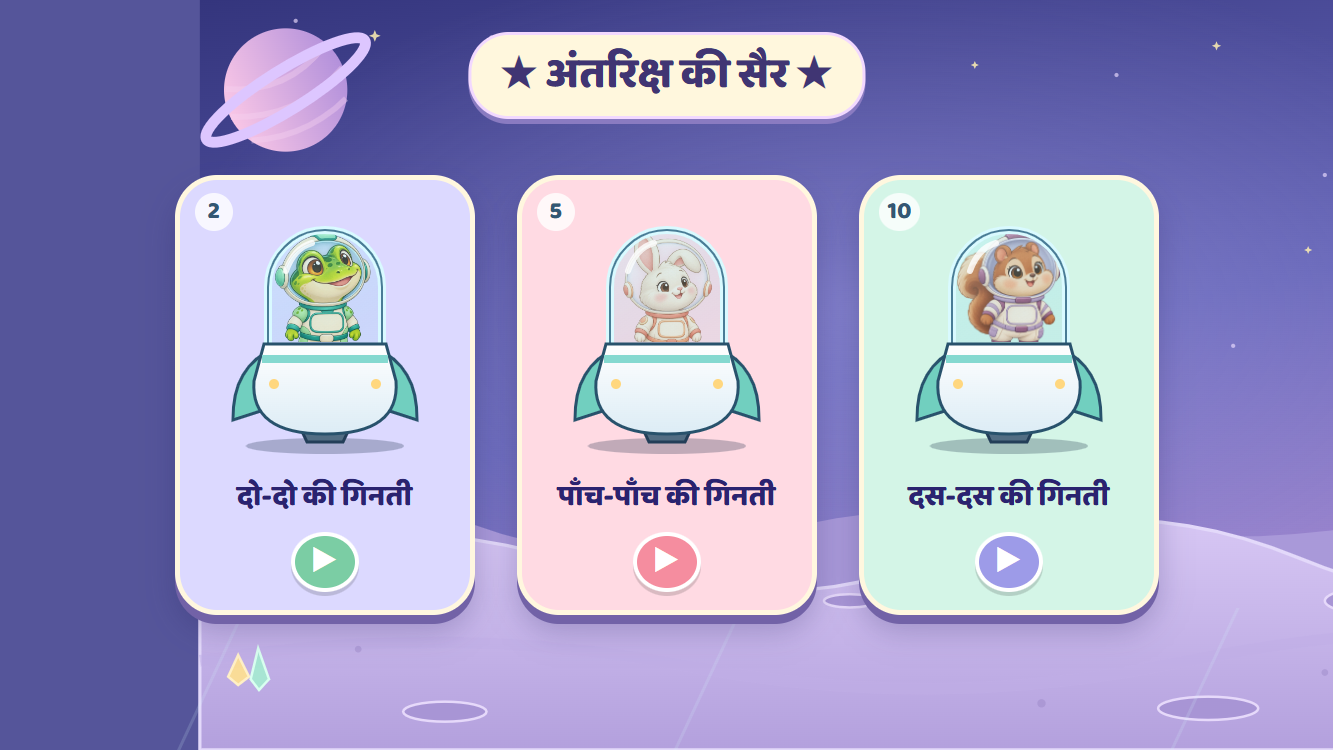 ★ अंतरिक्ष की सैर ★
2
दो-दो की गिनती
5
पाँच-पाँच की गिनती
10
दस-दस की गिनती